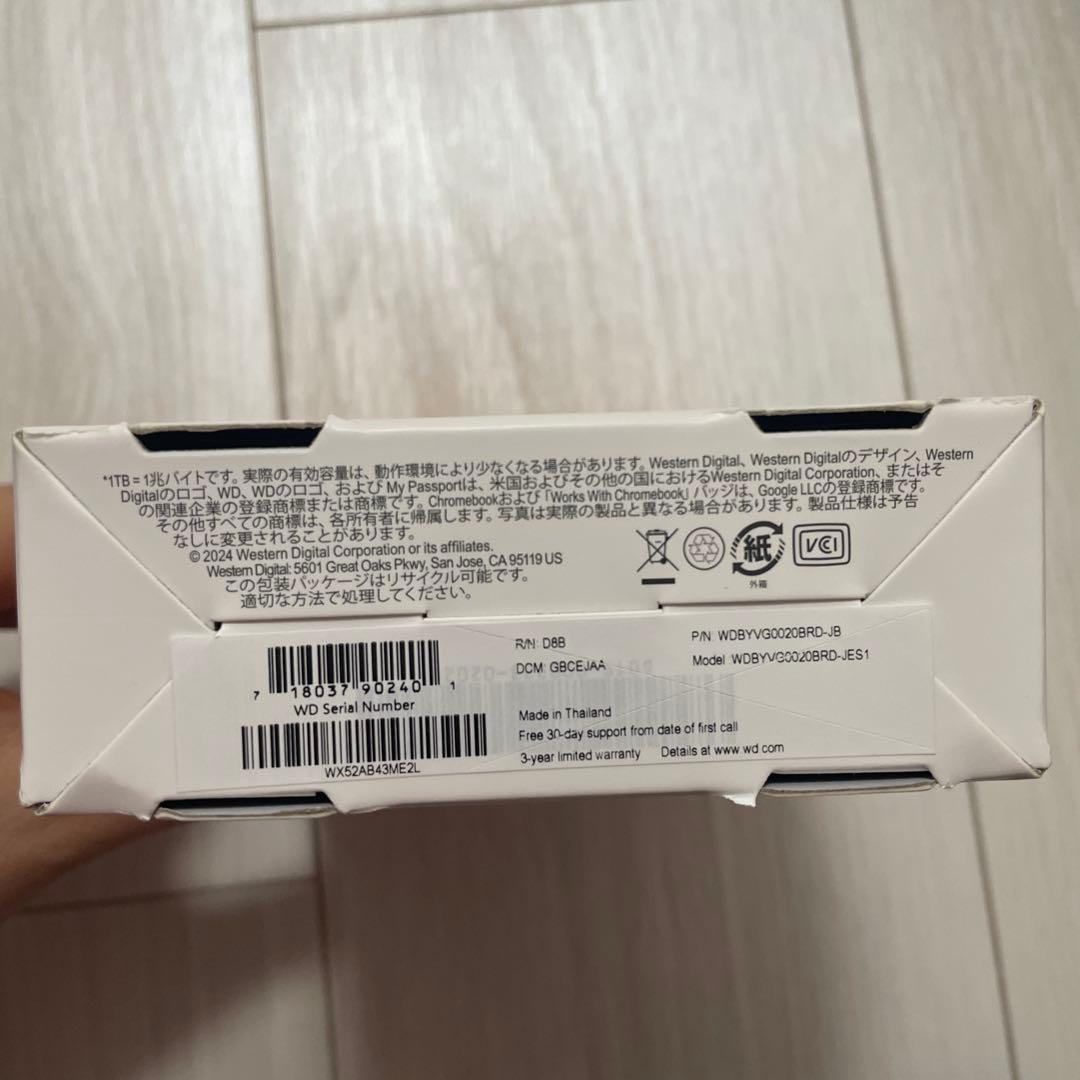 *1TB = 1兆バイトです。実際の有効容量は、動作環境により少なくなる場合があります。Western Digital、Western Digitalのデザイン、Western
Digitalのロゴ、WD、WDのロゴ、および My Passportは、米国およびその他の国におけるWestern Digital Corporation、またはそ
の関連企業の登録商標または商標です。Chromebookおよび「Works With Chromebook」バッジは、Google LLCの登録商標です。
その他すべての商標は、各所有者に帰属します。写真は実際の製品と異なる場合があります。製品仕様は予告
なしに変更されることがあります。
© 2024 Western Digital Corporation or its affiliates.
Western Digital: 5601 Great Oaks Pkwy, San Jose, CA 95119 US
この包装パッケージはリサイクル可能です。
適切な方法で処理してください。
紙
外箱
VCI
7 18037 90240 1
WD Serial Number
WX52AB43ME2L
R/N: D8B
DCM: GBCEJAA
Made in Thailand
Free 30-day support from date of first call
3-year limited warranty Details at www.wd.com
P/N: WDBYVG0020BRD-JB
Model: WDBYVG0020BRD-JES1